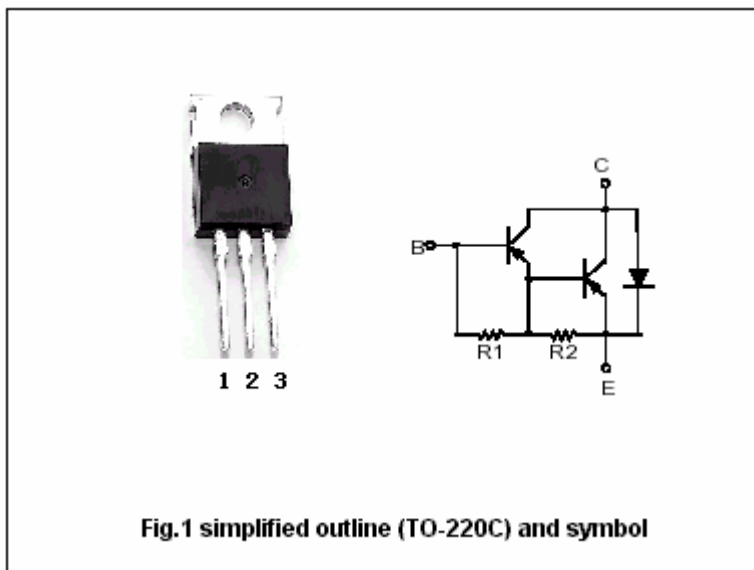 C
B
R1 R2
E
1 2 3
Fig.1 simplified outline (TO-220C) and symbol